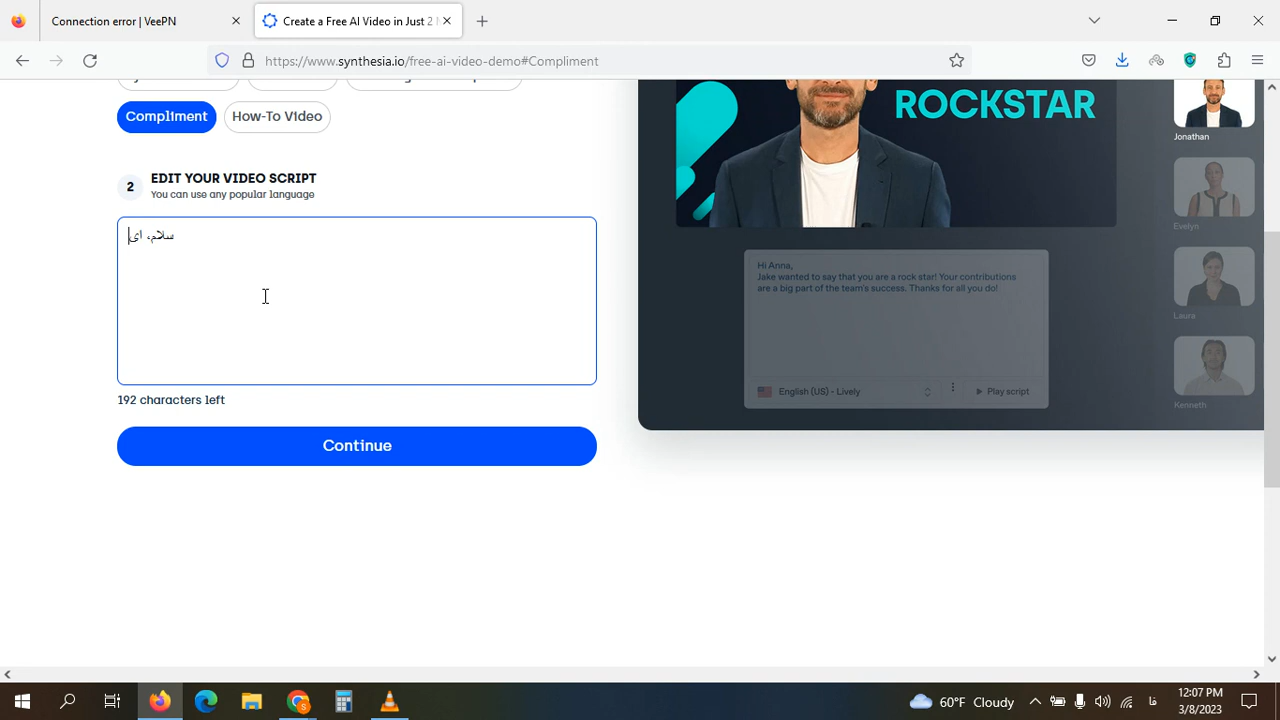 Connection error | VeePN
Create a Free AI Video in Just 2
https://www.synthesia.io/free-ai-video-demo#Compliment
Compliment
How-To Video
2
EDIT YOUR VIDEO SCRIPT
You can use any popular language
سلام، ای
192 characters left
Continue
ROCKSTAR
Jonathan
Evelyn
Laura
Kenneth
Hi Anna,
Jake wanted to say that you are a rock star! Your contributions
are a big part of the team's success. Thanks for all you do!
English (US) - Lively
Play script
60°F Cloudy
فا
12:07 PM
3/8/2023